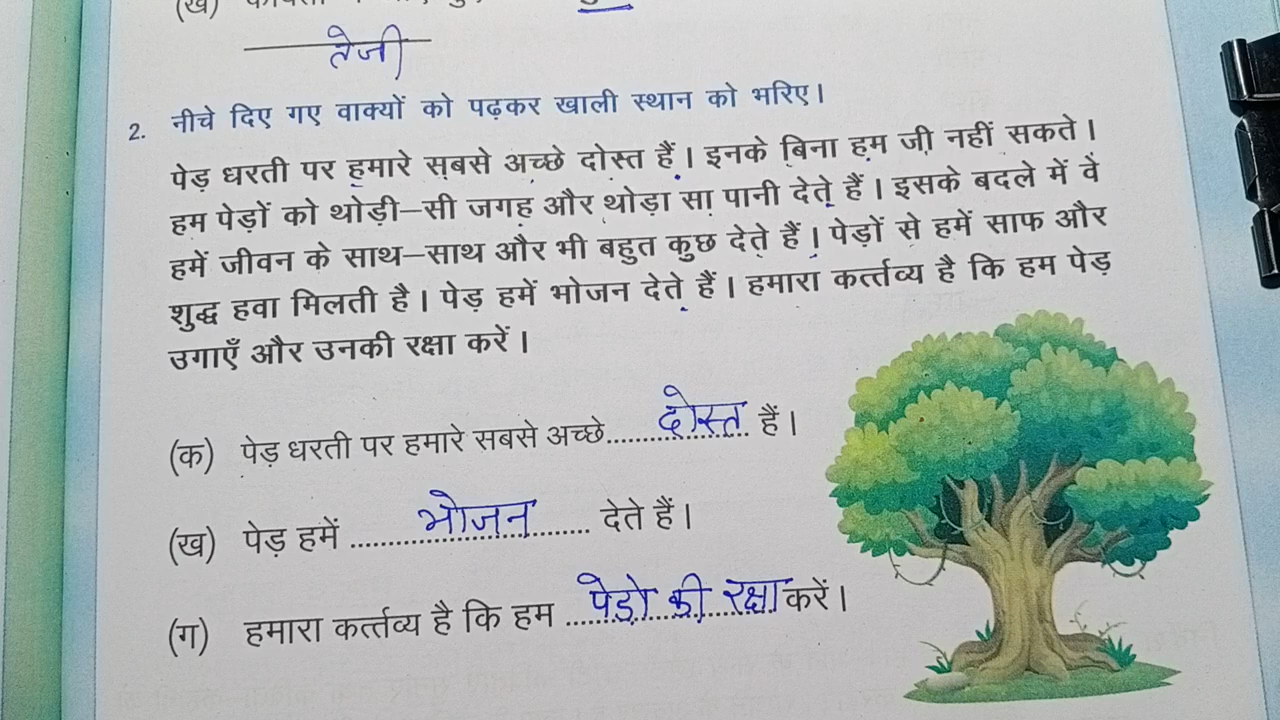 (ख)
तेजी
2. नीचे दिए गए वाक्यों को पढ़कर खाली स्थान को भरिए।
पेड़ धरती पर हमारे सबसे अच्छे दोस्त हैं। इनके बिना हम जी नहीं सकते।
हम पेड़ों को थोड़ी–सी जगह और थोड़ा सा पानी देते हैं। इसके बदले में वे
हमें जीवन के साथ–साथ और भी बहुत कुछ देते हैं। पेड़ों से हमें साफ और
शुद्ध हवा मिलती है। पेड़ हमें भोजन देते हैं। हमारा कर्त्तव्य है कि हम पेड़
उगाएँ और उनकी रक्षा करें।
(क) पेड़ धरती पर हमारे सबसे अच्छे..... दोस्त ..... हैं।
(ख) पेड़ हमें ..... भोजन ..... देते हैं।
(ग) हमारा कर्त्तव्य है कि हम ..... पेड़ो की रक्षा करें।